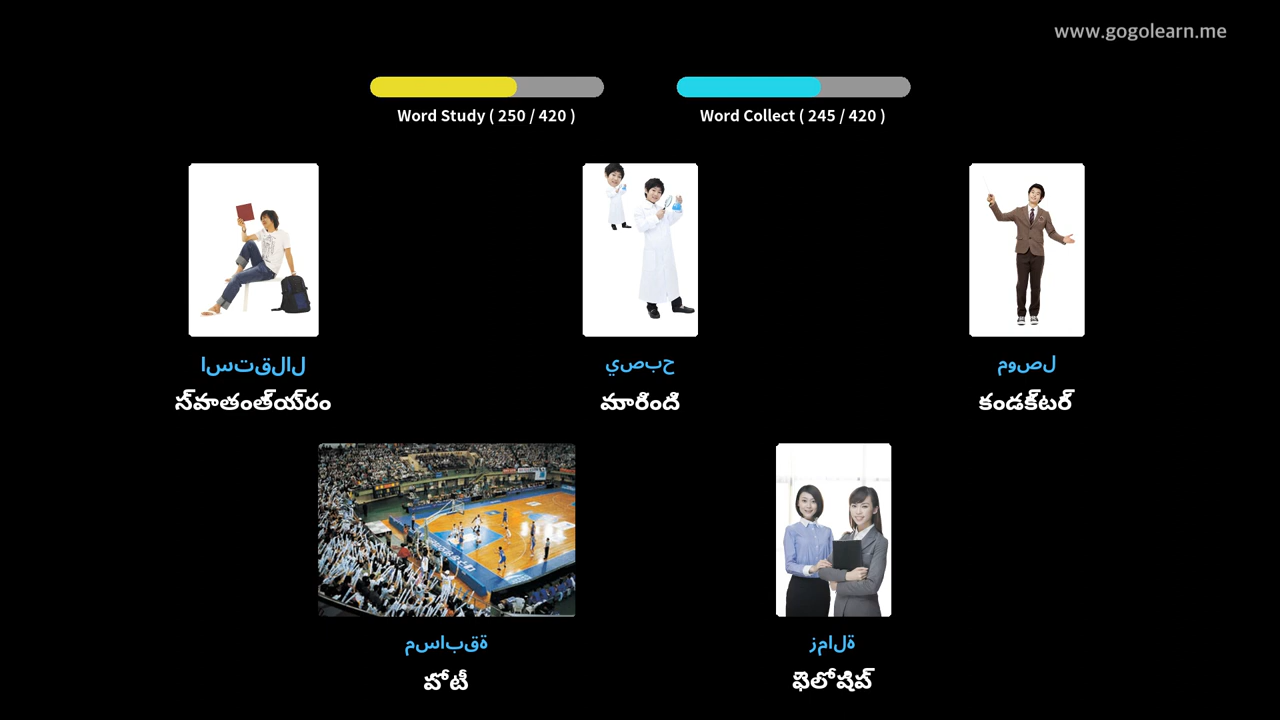 www.gogolearn.me
Word Study ( 250 / 420 )
Word Collect ( 245 / 420 )
استقلال
يصبح
موصل
స్వాతంత్య్రం
మారింది
కండక్టర్
مسابقة
زمالة
పోటీ
ఫెలోషిప్